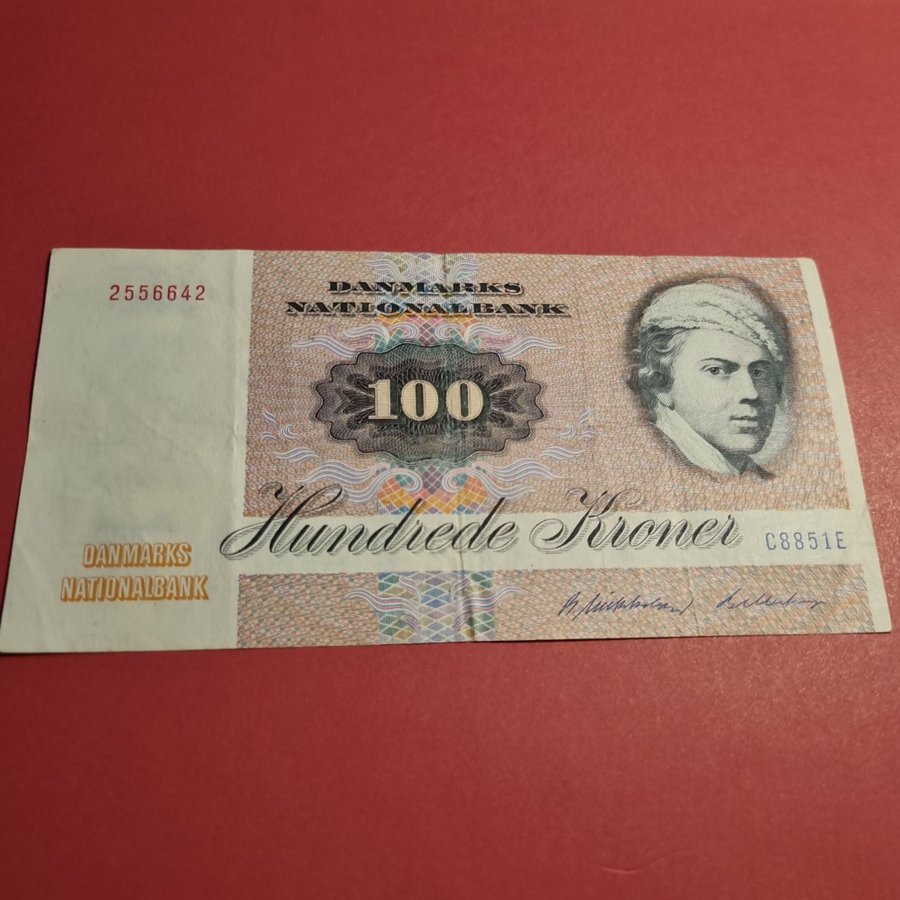 2556642
DANMARKS
NATIONALBANK
100
Hundrede Kroner
C8851E
DANMARKS
NATIONALBANK